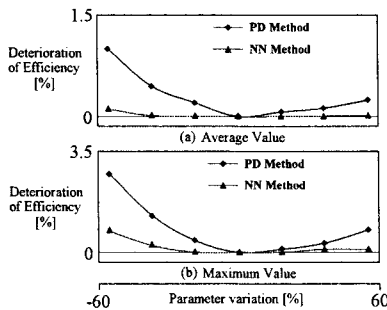 1.5
PD Method
NN Method
Deterioration
of Efficiency
[%]
0
(a) Average Value
3.5
PD Method
NN Method
Deterioration
of Efficiency
[%]
0
(b) Maximum Value
-60 Parameter variation [%] 60